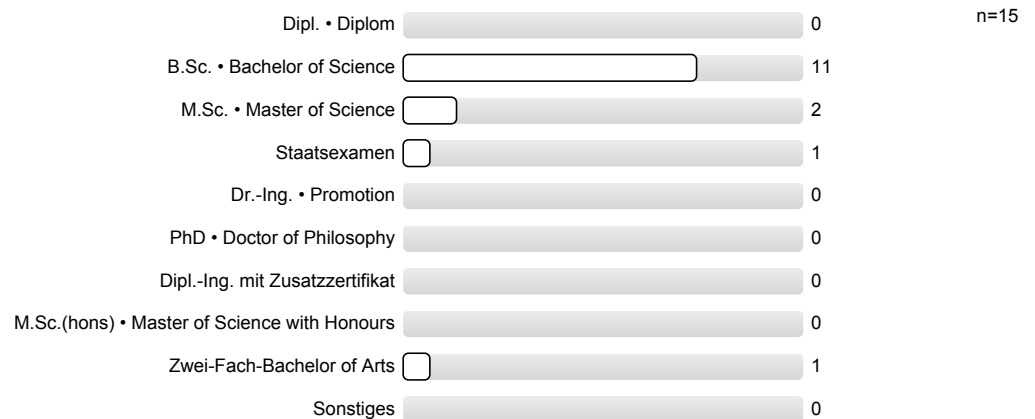 Dipl. • Diplom 0 n=15
B.Sc. • Bachelor of Science 11
M.Sc. • Master of Science 2
Staatsexamen 1
Dr.-Ing. • Promotion 0
PhD • Doctor of Philosophy 0
Dipl.-Ing. mit Zusatzzertifikat 0
M.Sc.(hons) • Master of Science with Honours 0
Zwei-Fach-Bachelor of Arts 1
Sonstiges 0